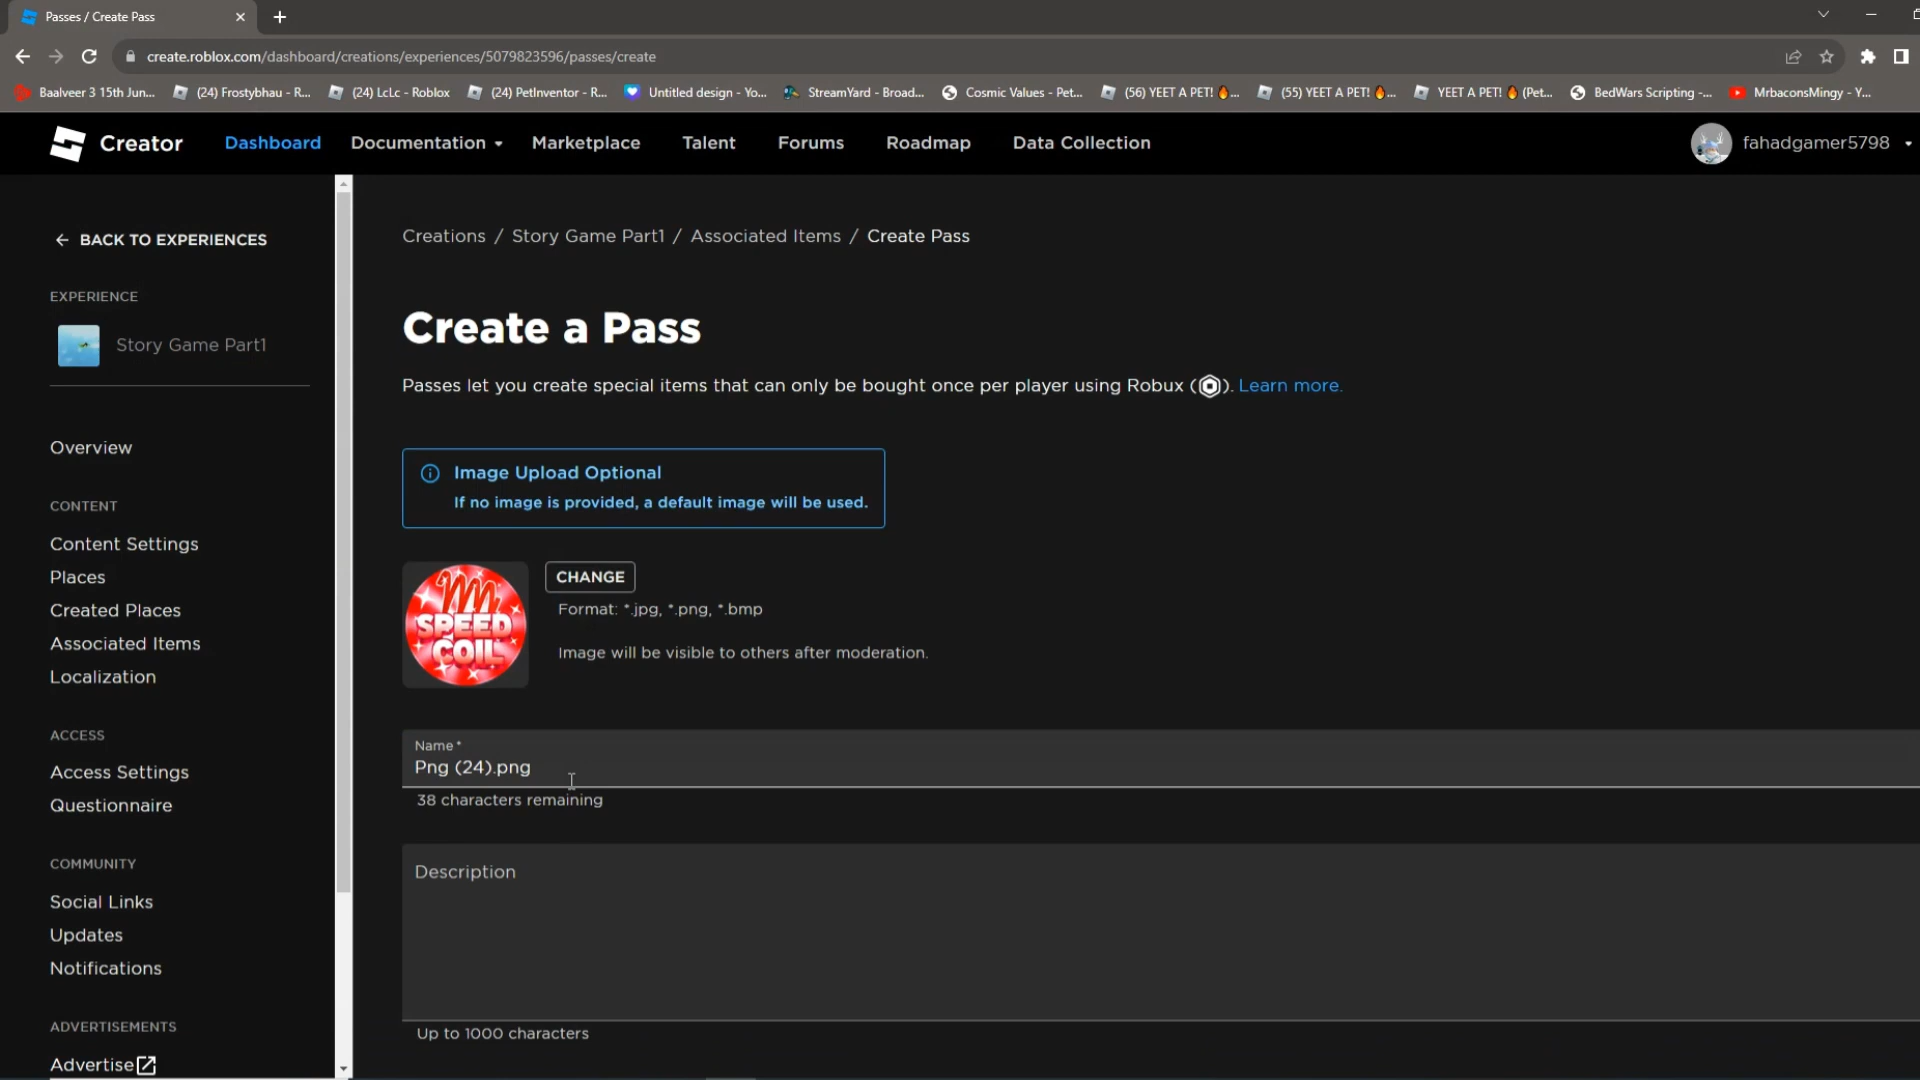 Passes / Create Pass
create.roblox.com/dashboard/creations/experiences/5079823596/passes/create
Baalveer 3 15th Jun... (24) Frostybhau - R... (24) LcLc - Roblox (24) PetInventor - R... Untitled design - Yo... StreamYard - Broad... Cosmic Values - Pet... (56) YEET A PET! 🔥... (55) YEET A PET! 🔥... YEET A PET! 🔥 (Pet... BedWars Scripting -... MrbaconsMingy - Y...
Creator Dashboard Documentation Marketplace Talent Forums Roadmap Data Collection fahadgamer5798
BACK TO EXPERIENCES
EXPERIENCE
Story Game Part1
Overview
CONTENT
Content Settings
Places
Created Places
Associated Items
Localization
ACCESS
Access Settings
Questionnaire
COMMUNITY
Social Links
Updates
Notifications
ADVERTISEMENTS
Advertise
Creations / Story Game Part1 / Associated Items / Create Pass
Create a Pass
Passes let you create special items that can only be bought once per player using Robux ( ). Learn more.
Image Upload Optional
If no image is provided, a default image will be used.
SPEED
COIL
CHANGE
Format: *.jpg, *.png, *.bmp
Image will be visible to others after moderation.
Name*
Png (24).png
38 characters remaining
Description
Up to 1000 characters